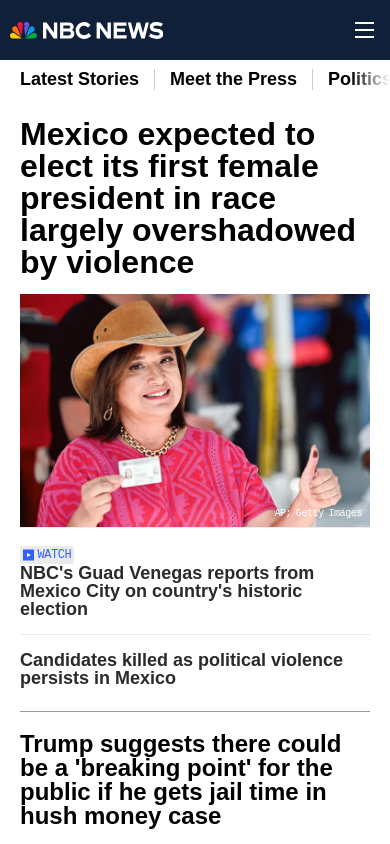 NBC NEWS
Latest Stories
Meet the Press
Politics
Mexico expected to
elect its first female
president in race
largely overshadowed
by violence
AP; Getty Images
WATCH
NBC's Guad Venegas reports from
Mexico City on country's historic
election
Candidates killed as political violence
persists in Mexico
Trump suggests there could
be a 'breaking point' for the
public if he gets jail time in
hush money case